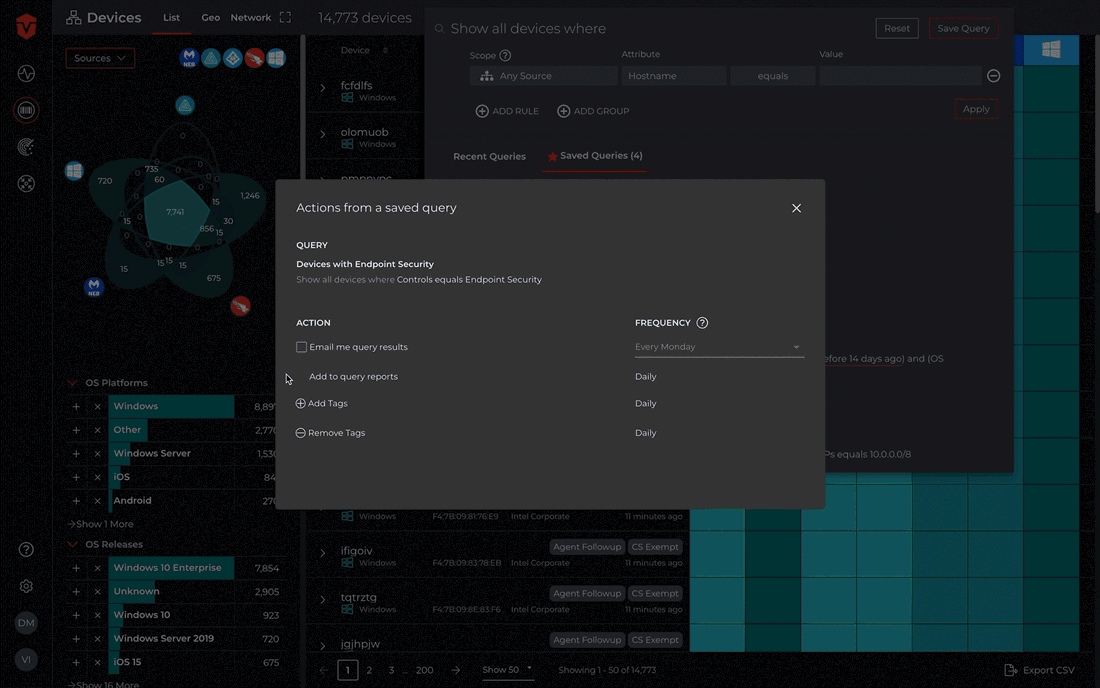 Devices
List
Geo
Network
14,773 devices
Show all devices where
Reset
Save Query
Sources
NEB
Device
Scope ?
Attribute
Value
Any Source
Hostname
equals
fcfdlfs
Windows
ADD RULE
ADD GROUP
Apply
olomuob
Windows
Recent Queries
Saved Queries (4)
0
735
60
720
0
0
15
1,246
7,741
15
856
15
30
15
0
15
15
15
15
675
NEB
Actions from a saved query
QUERY
Devices with Endpoint Security
Show all devices where Controls equals Endpoint Security
ACTION
FREQUENCY ?
Email me query results
Every Monday
Add to query reports
Daily
Add Tags
Daily
Remove Tags
Daily
efore 14 days ago) and (OS
Ps equals 10.0.0.0/8
OS Platforms
Windows
8,897
Other
2,770
Windows Server
1,530
iOS
84
Android
270
Show 1 More
OS Releases
Windows 10 Enterprise
7,854
Unknown
2,905
Windows 10
923
Windows Server 2019
720
iOS 15
675
Show 16 More
Windows
F4:7B:09:81:76:E9
Intel Corporate
11 minutes ago
ifigoiv
Agent Followup
CS Exempt
Windows
F4:7B:09:83:78:EB
Intel Corporate
11 minutes ago
tqtrztg
Agent Followup
CS Exempt
Windows
F4:7B:09:8E:83:F6
Intel Corporate
11 minutes ago
jgjhpjw
Agent Followup
CS Exempt
1
2
3
...
200
Show 50
Showing 1 - 50 of 14,773
Export CSV
?
DM
VI